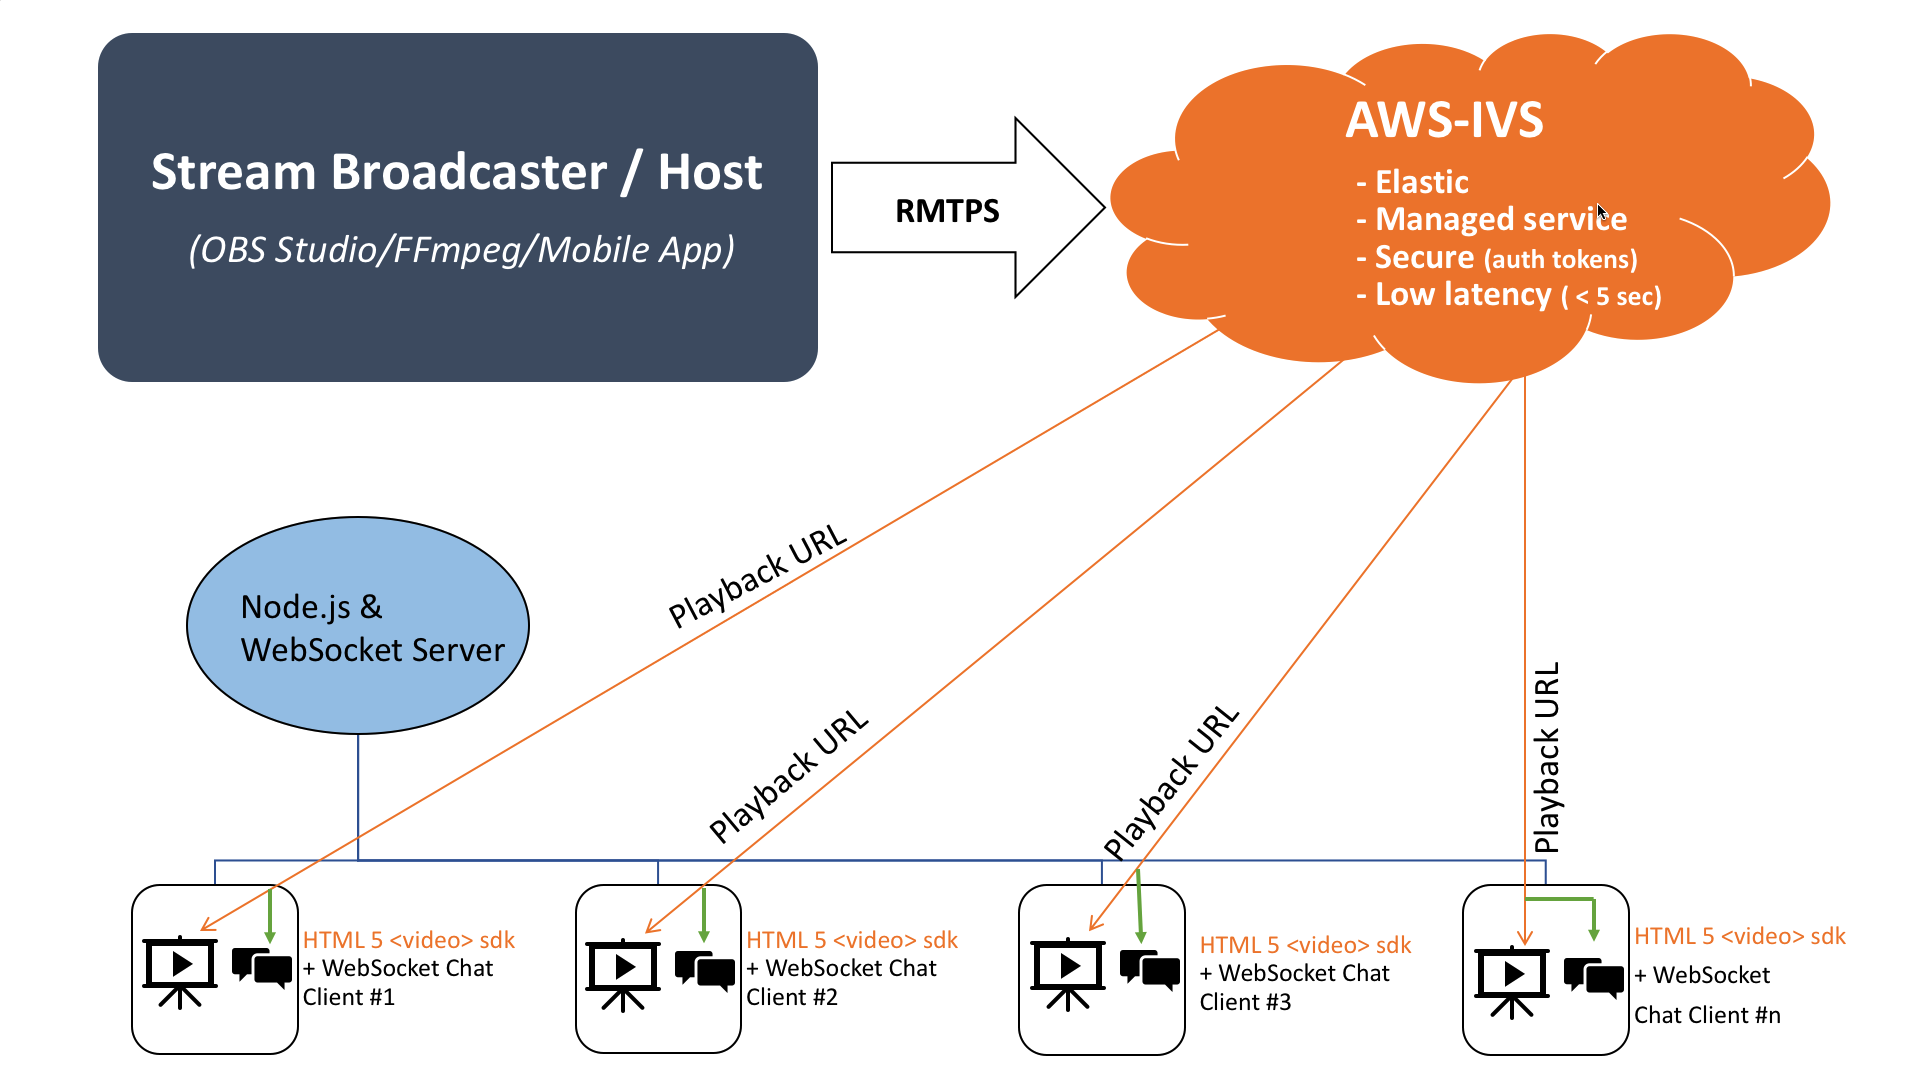 Stream Broadcaster / Host
(OBS Studio/FFmpeg/Mobile App)
RMTPS
AWS-IVS
- Elastic
- Managed service
- Secure (auth tokens)
- Low latency ( < 5 sec)
Node.js &
WebSocket Server
Playback URL
Playback URL
Playback URL
Playback URL
HTML 5 <video> sdk
+ WebSocket Chat
Client #1
HTML 5 <video> sdk
+ WebSocket Chat
Client #2
HTML 5 <video> sdk
+ WebSocket Chat
Client #3
HTML 5 <video> sdk
+ WebSocket
Chat Client #n